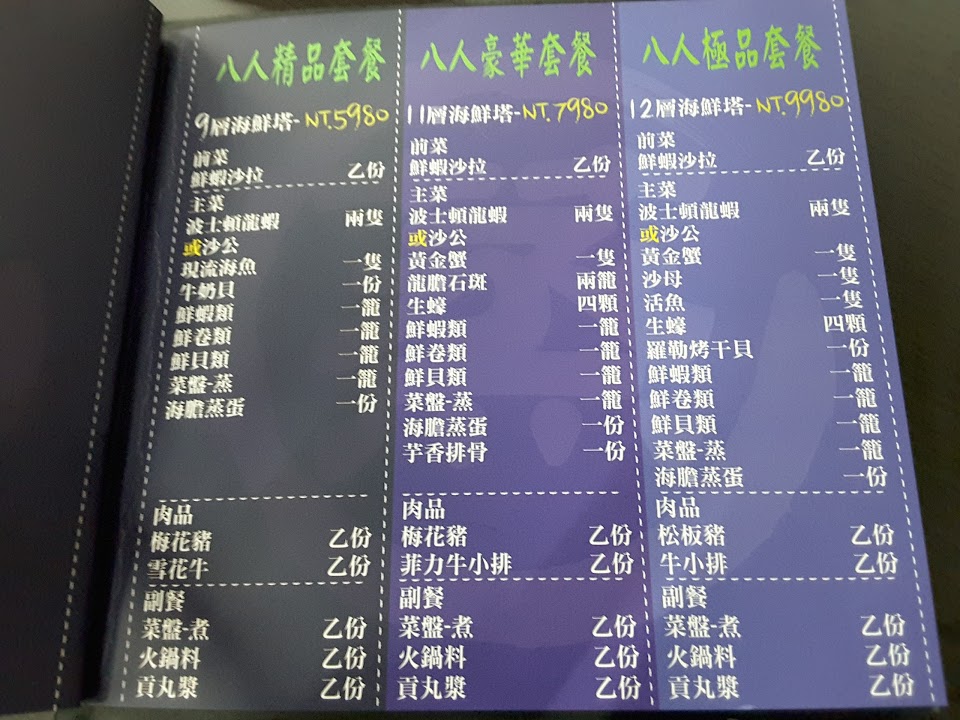 八人精品套餐
9層海鮮塔-NT.5980
前菜
鮮蝦沙拉 乙份
主菜
波士頓龍蝦 兩隻
或沙公
現流海魚 一隻
牛奶貝 一份
鮮蝦類 一籠
鮮卷類 一籠
鮮貝類 一籠
菜盤-蒸 一籠
海膽蒸蛋 一份
肉品
梅花豬 乙份
雪花牛 乙份
副餐
菜盤-煮 乙份
火鍋料 乙份
貢丸漿 乙份
八人豪華套餐
11層海鮮塔-NT.7980
前菜
鮮蝦沙拉 乙份
主菜
波士頓龍蝦 兩隻
或沙公
黃金蟹 一隻
龍膽石斑 兩籠
生蠔 四顆
鮮蝦類 一籠
鮮卷類 一籠
鮮貝類 一籠
菜盤-蒸 一籠
海膽蒸蛋 一份
芋香排骨 一份
肉品
梅花豬 乙份
菲力牛小排 乙份
副餐
菜盤-煮 乙份
火鍋料 乙份
貢丸漿 乙份
八人極品套餐
12層海鮮塔-NT.9980
前菜
鮮蝦沙拉 乙份
主菜
波士頓龍蝦 兩隻
或沙公
黃金蟹 一隻
沙母 一隻
活魚 一隻
生蠔 四顆
羅勒烤干貝 一份
鮮蝦類 一籠
鮮卷類 一籠
鮮貝類 一籠
菜盤-蒸 一籠
海膽蒸蛋 一份
肉品
松板豬 乙份
牛小排 乙份
副餐
菜盤-煮 乙份
火鍋料 乙份
貢丸漿 乙份